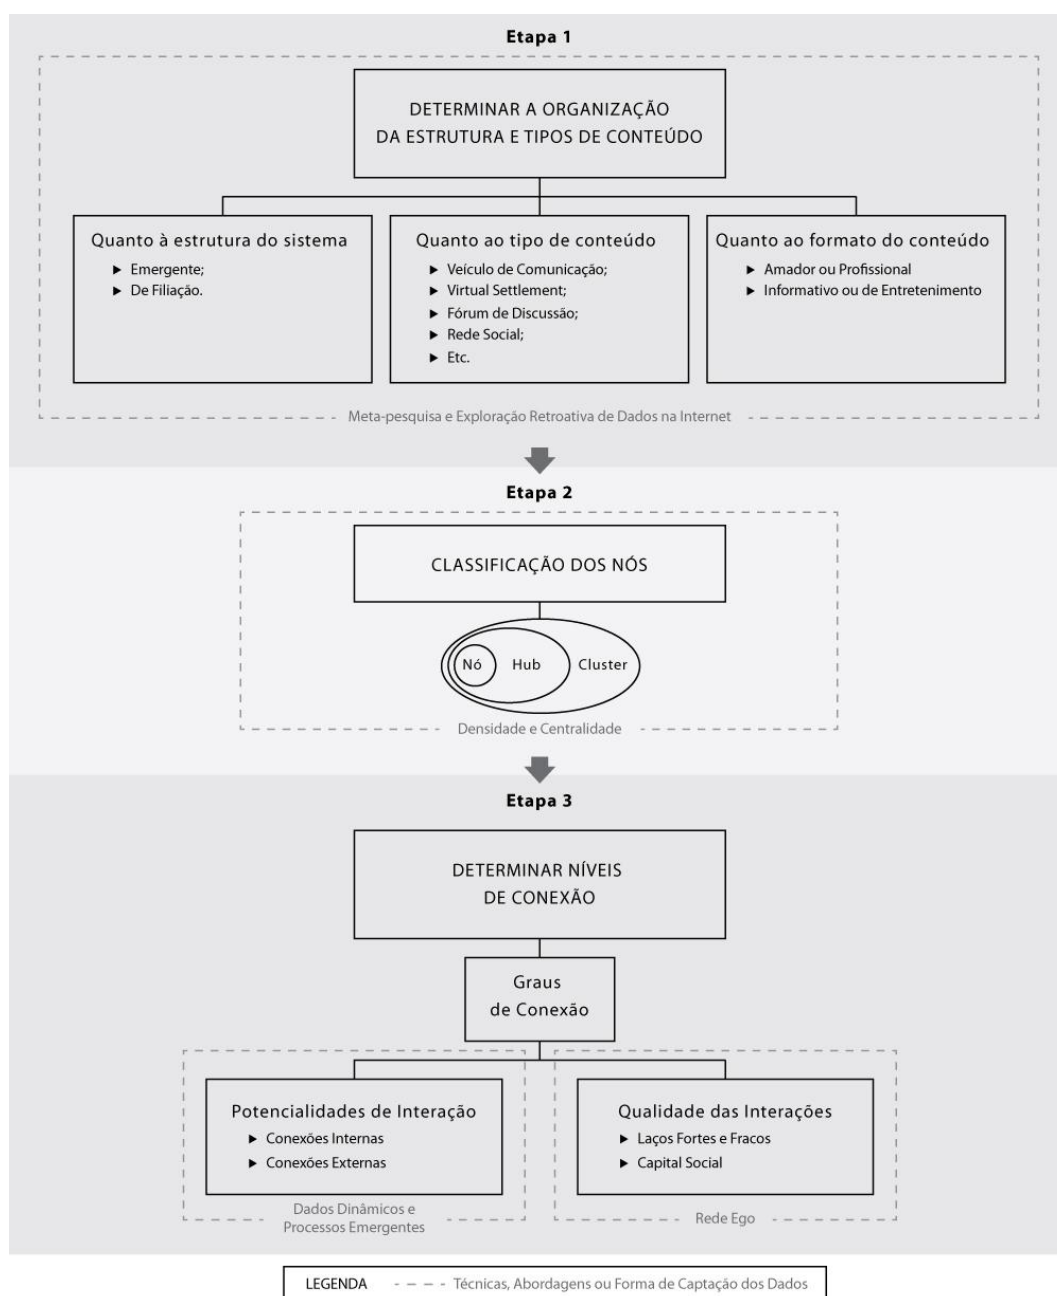 Etapa 1
DETERMINAR A ORGANIZAÇÃO
DA ESTRUTURA E TIPOS DE CONTEÚDO
Quanto à estrutura do sistema
Emergente;
De Filiação.
Quanto ao tipo de conteúdo
Veículo de Comunicação;
Virtual Settlement;
Fórum de Discussão;
Rede Social;
Etc.
Quanto ao formato do conteúdo
Amador ou Profissional
Informativo ou de Entretenimento
Meta-pesquisa e Exploração Retroativa de Dados na Internet
Etapa 2
CLASSIFICAÇÃO DOS NÓS
Nó Hub Cluster
Densidade e Centralidade
Etapa 3
DETERMINAR NÍVEIS
DE CONEXÃO
Graus
de Conexão
Potencialidades de Interação
Conexões Internas
Conexões Externas
Dados Dinâmicos e
Processos Emergentes
Qualidade das Interações
Laços Fortes e Fracos
Capital Social
Rede Ego
LEGENDA Técnicas, Abordagens ou Forma de Captação dos Dados